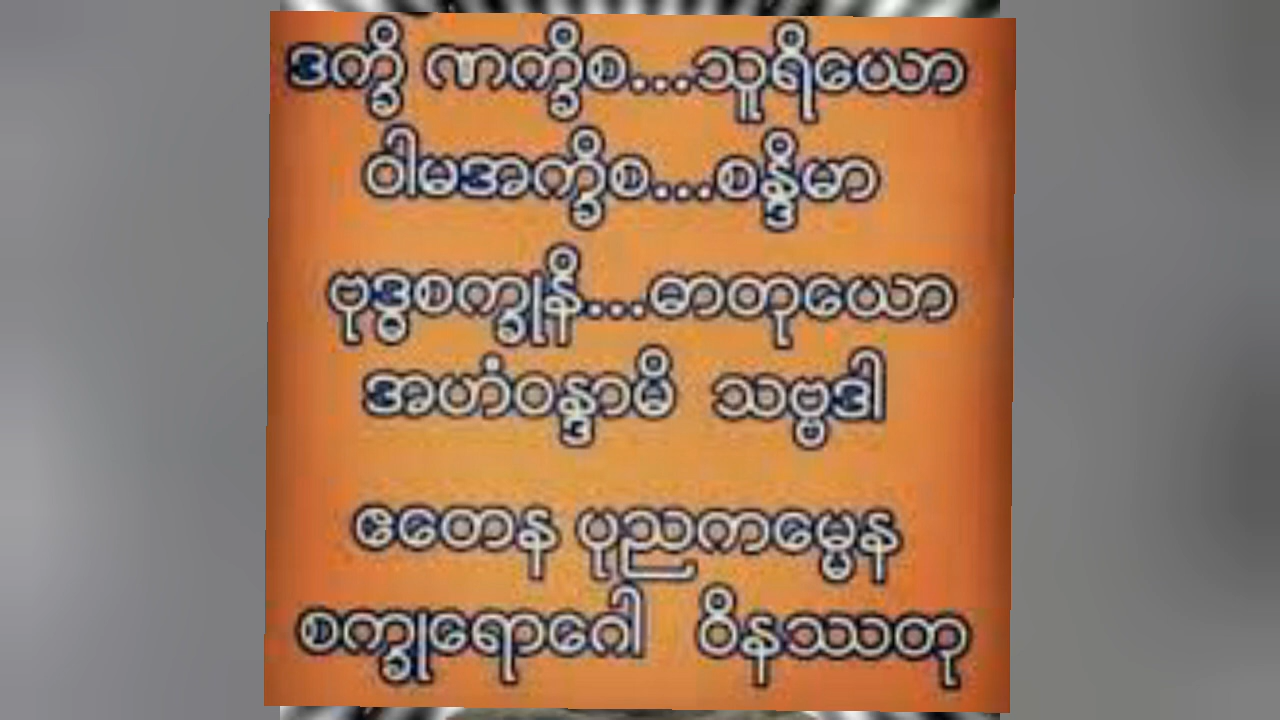 ဒက္ခိ ဏက္ခိစ...သူရိယော
ဝါမအက္ခိစ...စန္ဒိမာ
ဗုဒ္ဓစက္ခုနိ...ဓာတုယော
အဟံဝန္ဒာမိ သဗ္ဗဒါ
ဧတေန ပုညကမ္မေန
စက္ခုရောဂေါ ဝိနဿတု